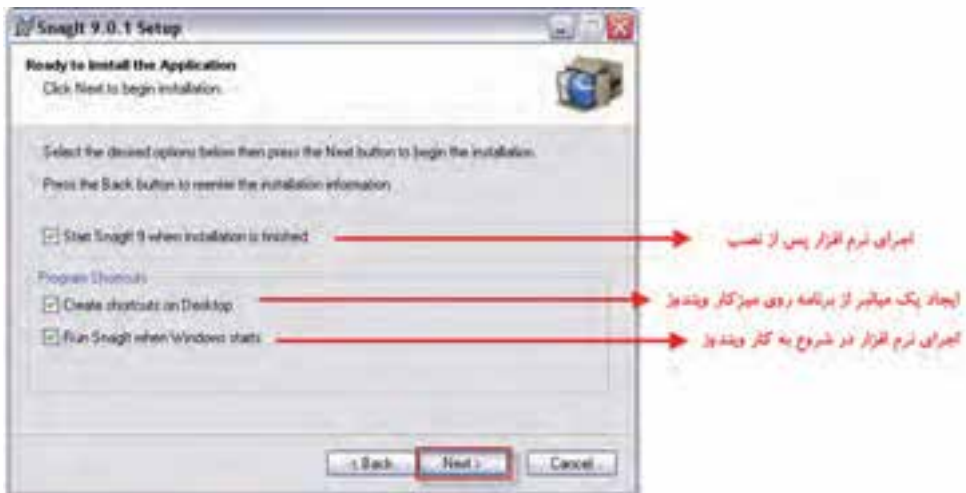 SnagIt 9.0.1 Setup
Ready to Install the Application
Click Next to begin installation.
Select the desired options below then press the Next button to begin the installation.
Press the Back button to reenter the installation information.
Start SnagIt 9 when installation is finished
اجرای نرم افزار پس از نصب
Program Shortcuts
Create shortcuts on Desktop
ایجاد یک میانبر از برنامه روی میزکار ویندوز
Run SnagIt when Windows starts
اجرای نرم افزار در شروع به کار ویندوز
< Back
Next >
Cancel